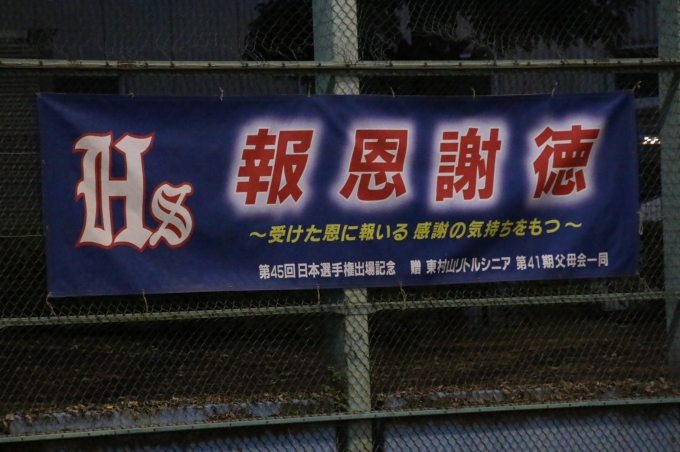 Hs
報恩謝徳
～受けた恩に報いる 感謝の気持ちをもつ～
第45回日本選手権出場記念 贈 東村山リトルシニア 第41期父母会一同